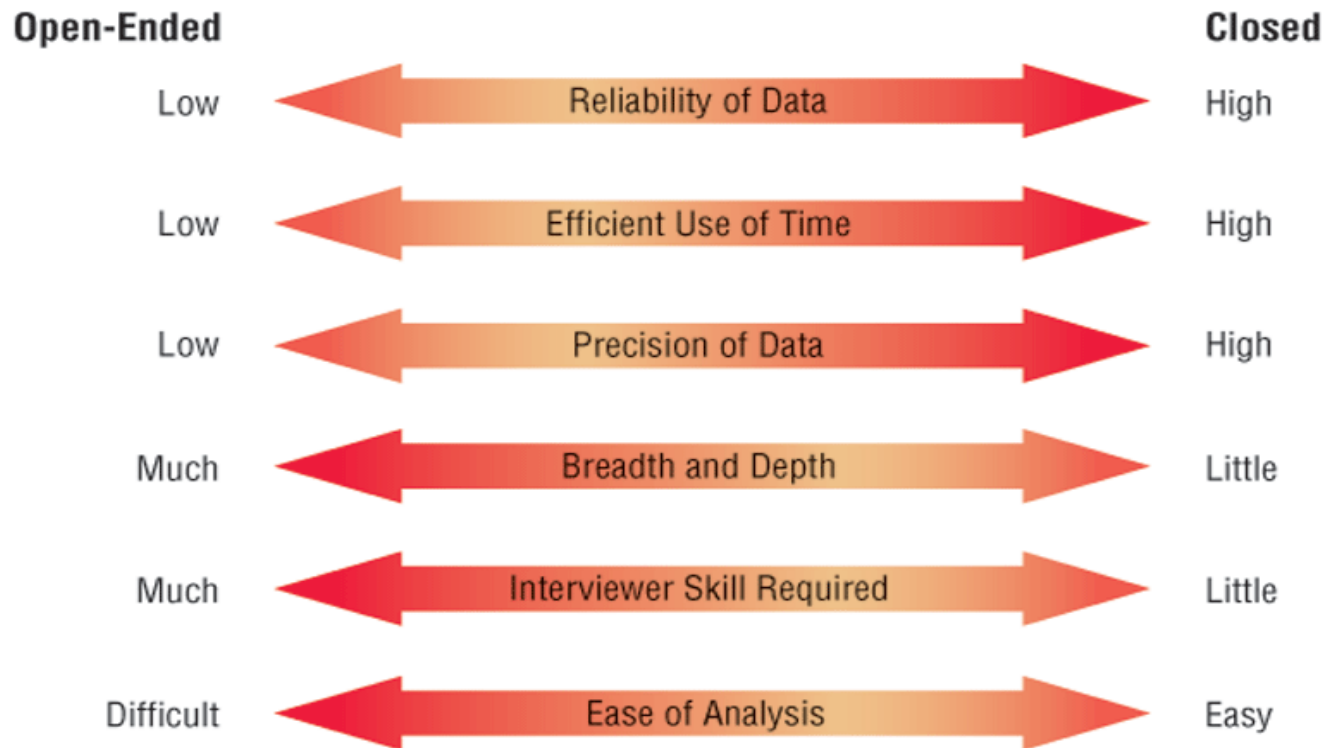 Open-Ended Closed
Low Reliability of Data High
Low Efficient Use of Time High
Low Precision of Data High
Much Breadth and Depth Little
Much Interviewer Skill Required Little
Difficult Ease of Analysis Easy